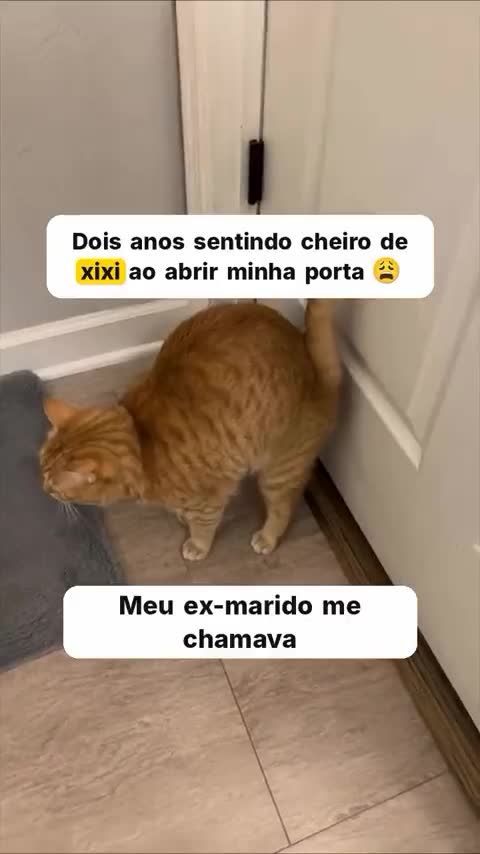 Dois anos sentindo cheiro de
xixi ao abrir minha porta 😩
Meu ex-marido me
chamava